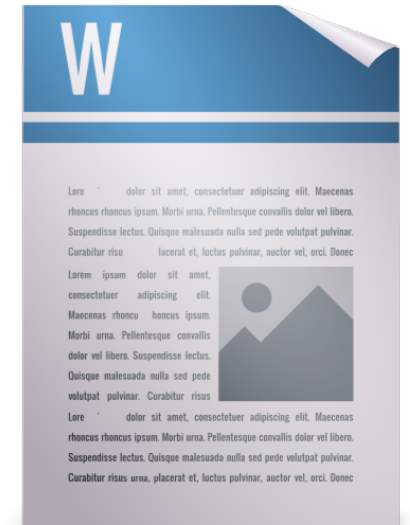 W
Lore dolor sit amet, consectetuer adipiscing elit. Maecenas
rhoncus rhoncus ipsum. Morbi urna. Pellentesque convallis dolor vel libero.
Suspendisse lectus. Quisque malesuada nulla sed pede volutpat pulvinar.
Curabitur risu lacerat et, luctus pulvinar, auctor vel, orci. Donec
Lorem ipsum dolor sit amet,
consectetuer adipiscing elit.
Maecenas rhoncu honcus ipsum.
Morbi urna. Pellentesque convallis
dolor vel libero. Suspendisse lectus.
Quisque malesuada nulla sed pede
volutpat pulvinar. Curabitur risus
Lore dolor sit amet, consectetuer adipiscing elit. Maecenas
rhoncus rhoncus ipsum. Morbi urna. Pellentesque convallis dolor vel libero.
Suspendisse lectus. Quisque malesuada nulla sed pede volutpat pulvinar.
Curabitur risus urna, placerat et, luctus pulvinar, auctor vel, orci. Donec